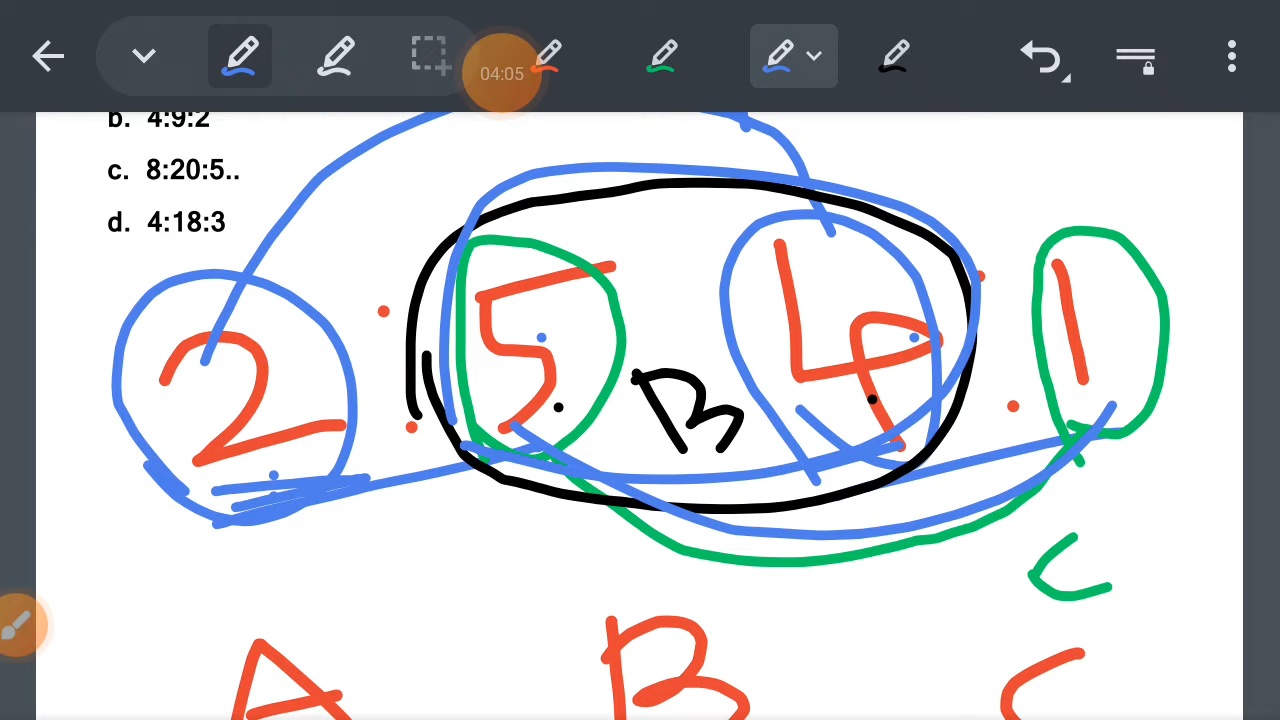 04:05
b. 4:9:2
c. 8:20:5..
d. 4:18:3
2 : 5 B 4 : 1
C
A B C